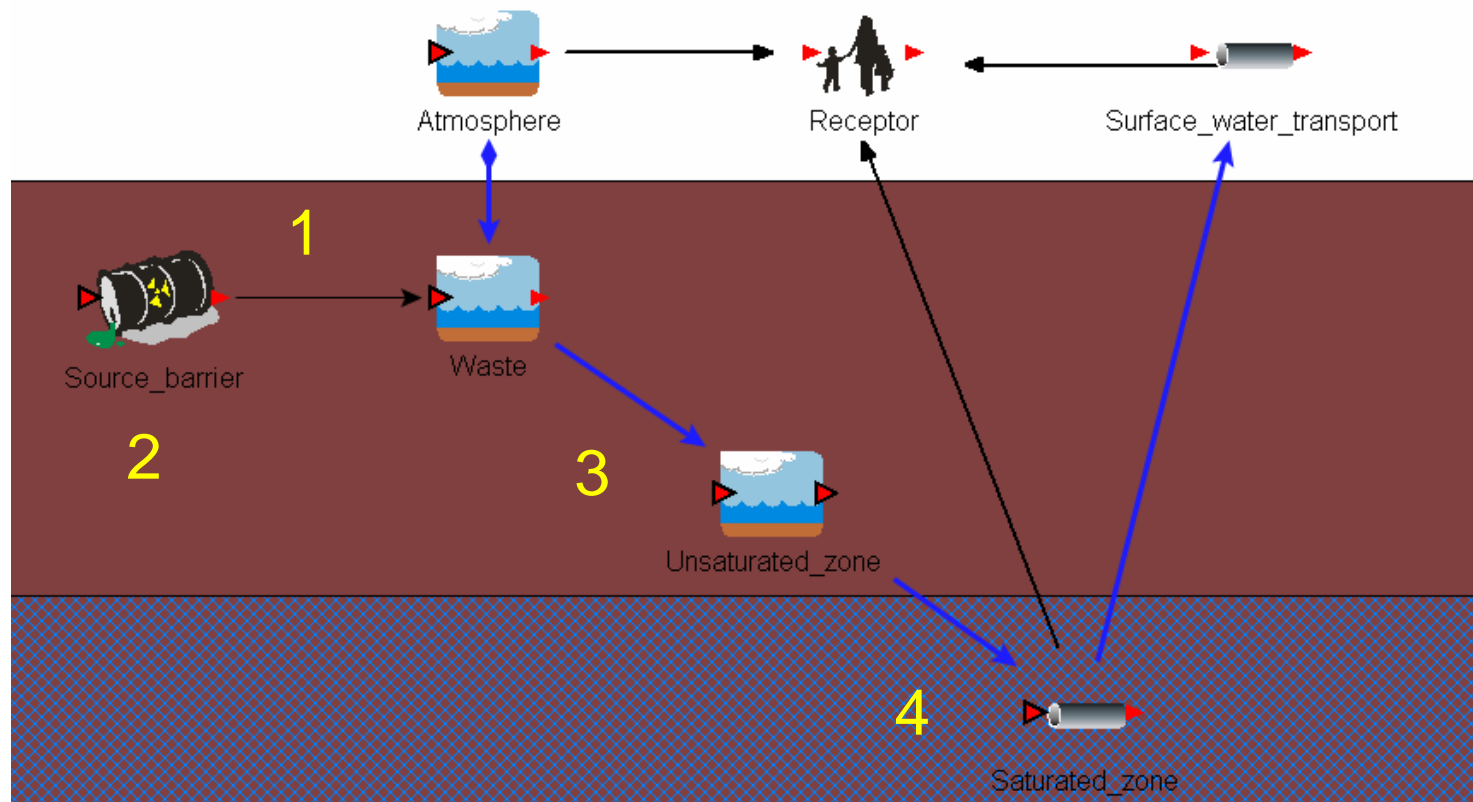 Atmosphere
Receptor
Surface_water_transport
1
Source_barrier
Waste
2
3
Unsaturated_zone
4
Saturated_zone